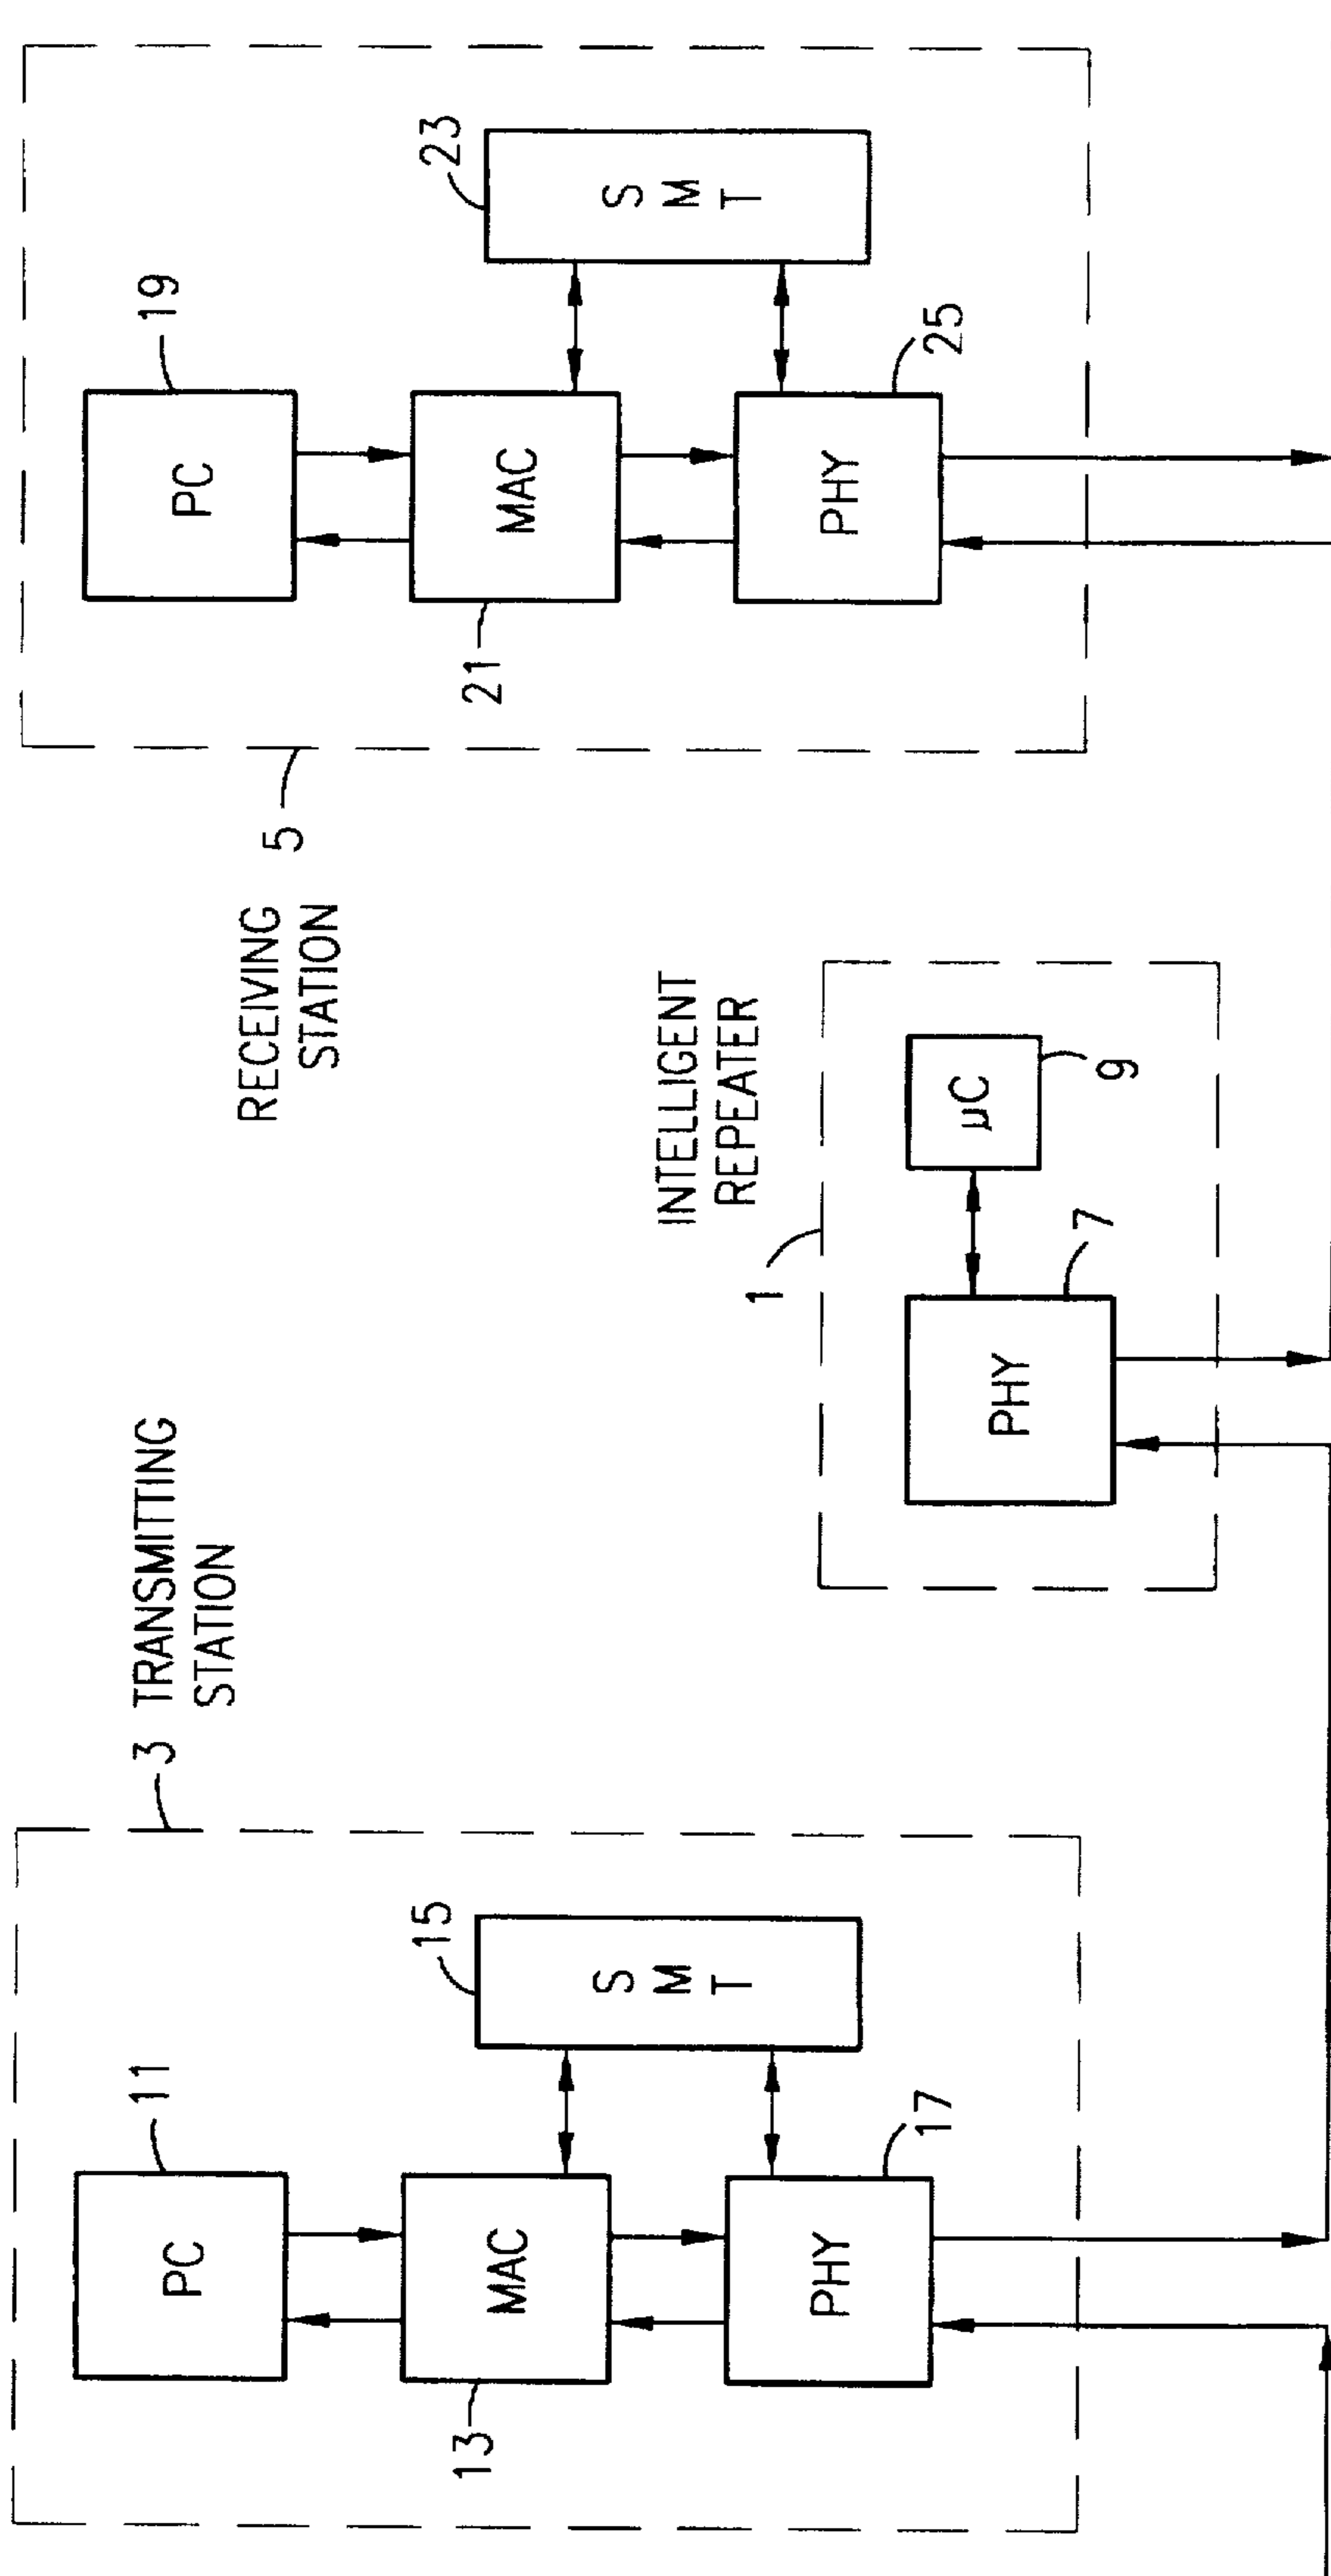 3 TRANSMITTING
STATION
PC
11
MAC
13
S
M
T
15
PHY
17
INTELLIGENT
REPEATER
1
PHY
7
µC
9
RECEIVING 5
STATION
PC
19
MAC
21
S
M
T
23
PHY
25